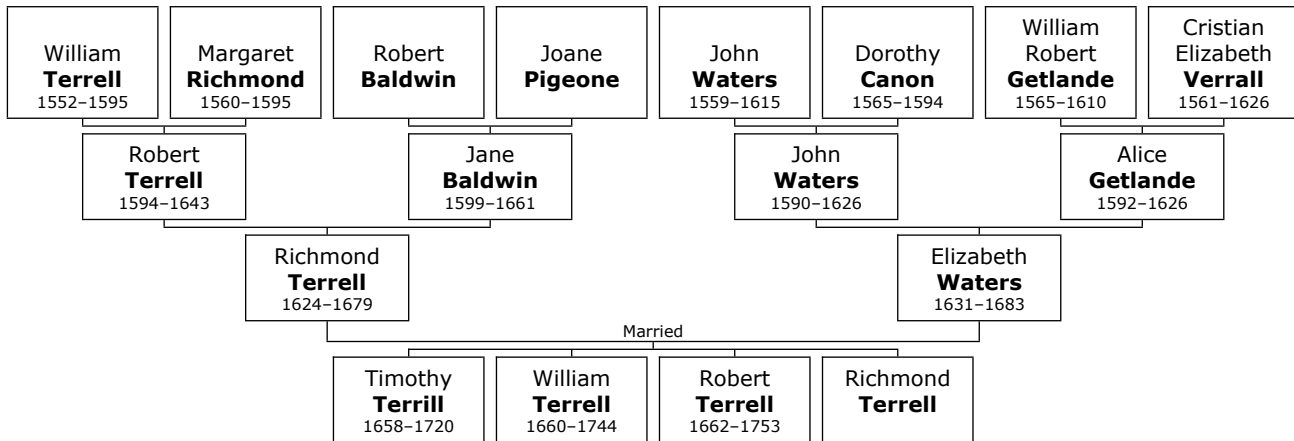 William
Terrell
1552–1595
Margaret
Richmond
1560–1595
Robert
Baldwin
Joane
Pigeone
John
Waters
1559–1615
Dorothy
Canon
1565–1594
William
Robert
Getlande
1565–1610
Cristian
Elizabeth
Verrall
1561–1626
Robert
Terrell
1594–1643
Jane
Baldwin
1599–1661
John
Waters
1590–1626
Alice
Getlande
1592–1626
Richmond
Terrell
1624–1679
Elizabeth
Waters
1631–1683
Married
Timothy
Terrill
1658–1720
William
Terrell
1660–1744
Robert
Terrell
1662–1753
Richmond
Terrell